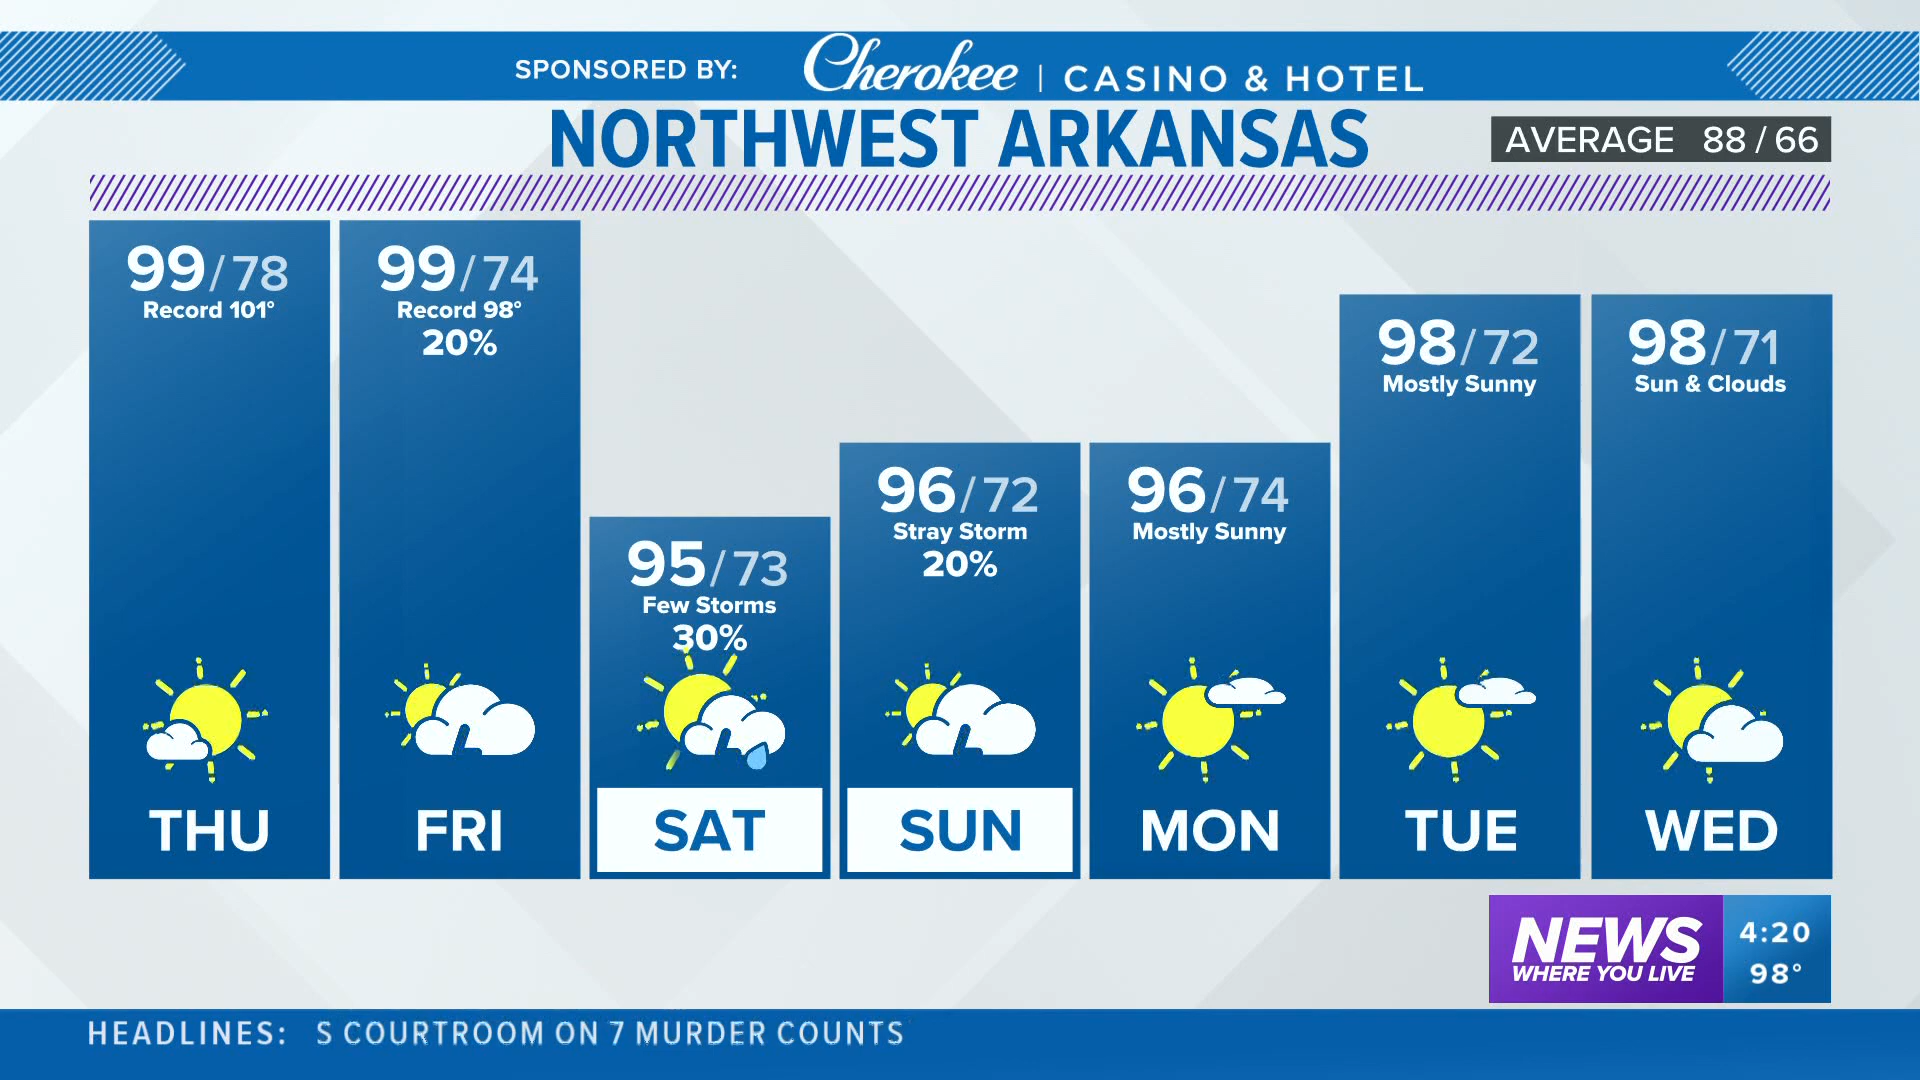 SPONSORED BY: Cherokee | CASINO & HOTEL
NORTHWEST ARKANSAS
AVERAGE 88 / 66
99/78
Record 101°
THU
99/74
Record 98°
20%
FRI
95/73
Few Storms
30%
SAT
96/72
Stray Storm
20%
SUN
96/74
Mostly Sunny
MON
98/72
Mostly Sunny
TUE
98/71
Sun & Clouds
WED
NEWS
WHERE YOU LIVE
4:20
98°
HEADLINES: S COURTROOM ON 7 MURDER COUNTS